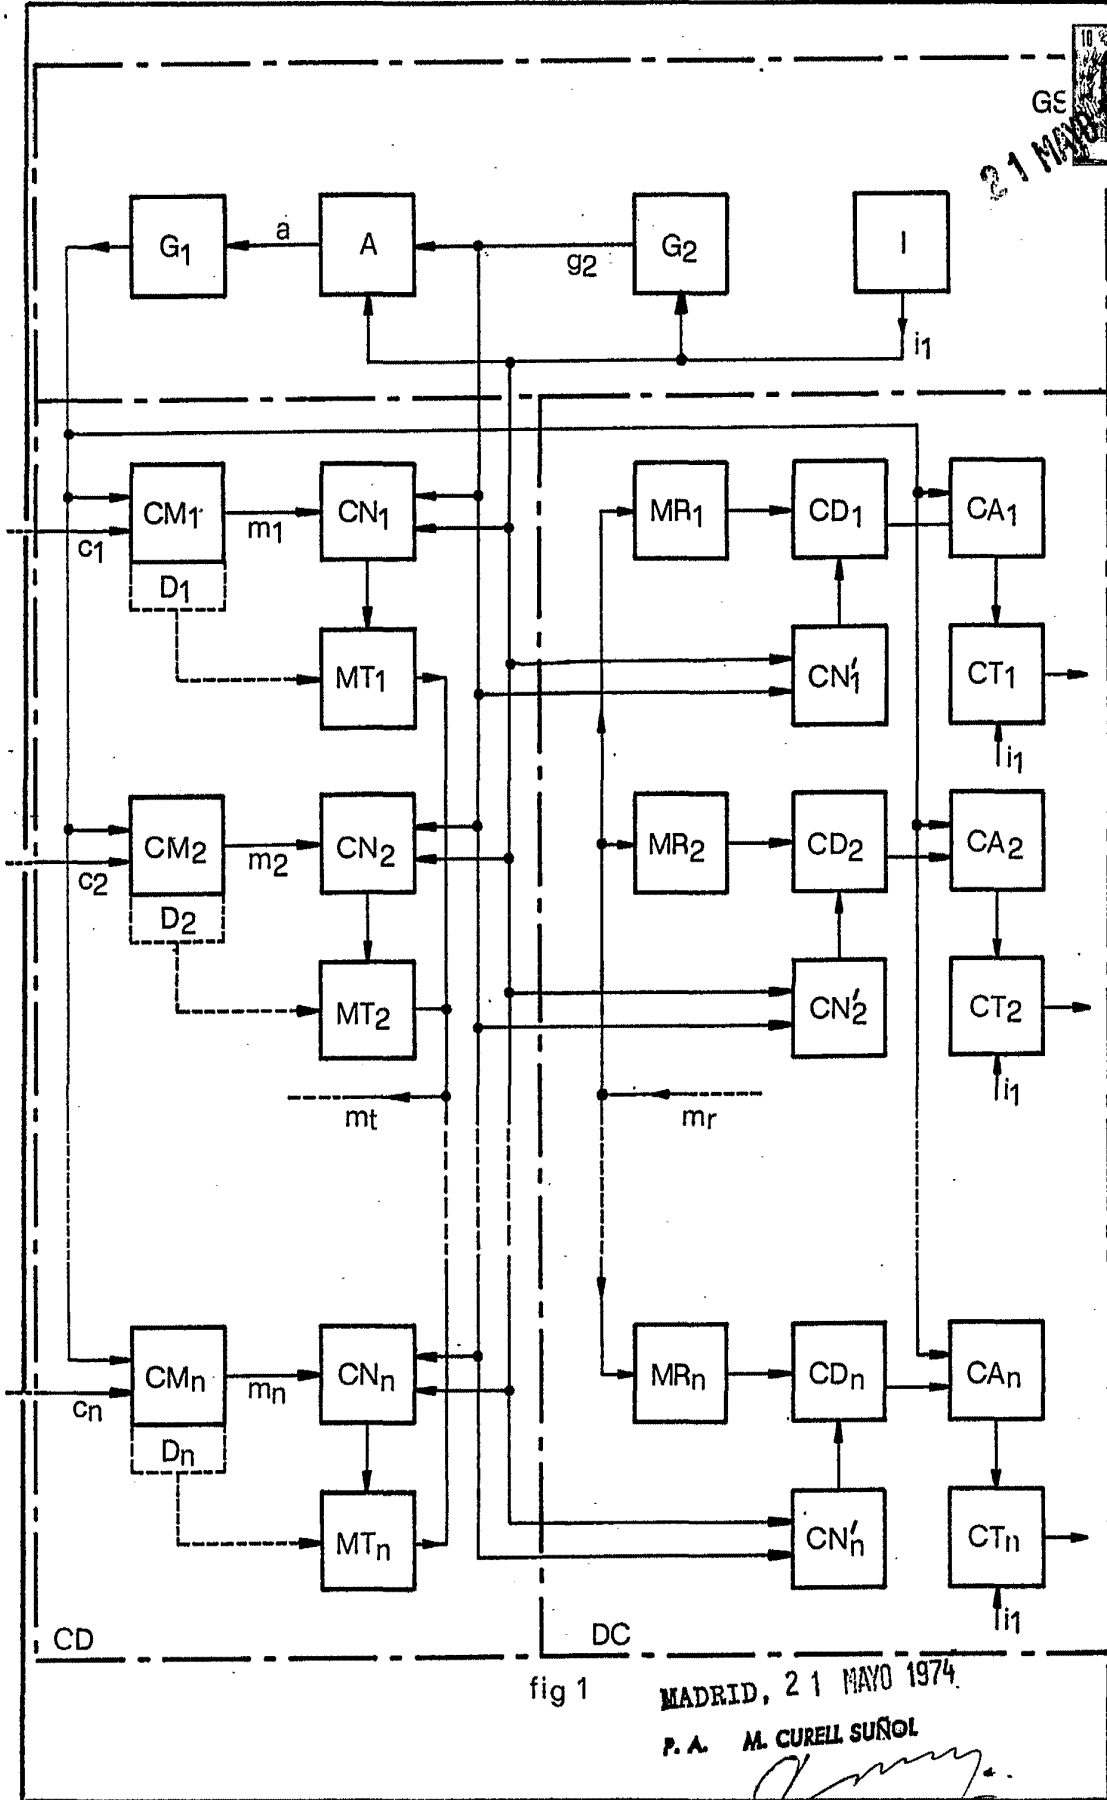 10
GS
21 MAYO
G1 a A g2 G2 I
i1
CM1 m1 CN1 MR1 CD1 CA1
c1
D1
MT1 CN'1 CT1
i1
CM2 m2 CN2 MR2 CD2 CA2
c2
D2
MT2 CN'2 CT2
i1
mt mr
CMn mn CNn MRn CDn CAn
cn
Dn
MTn CN'n CTn
i1
CD DC
fig 1
MADRID, 21 MAYO 1974
P. A. M. CURELL SUÑOL